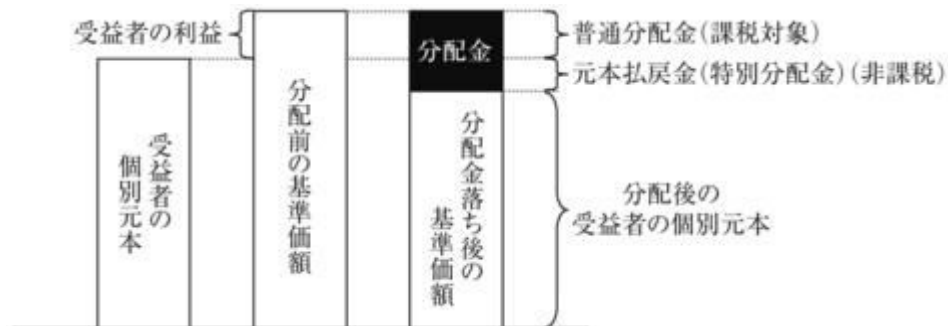 受益者の利益
分配金
普通分配金(課税対象)
元本払戻金(特別分配金)(非課税)
受益者の
個別元本
分配前の基準価額
分配金落ち後の
基準価額
分配後の
受益者の個別元本